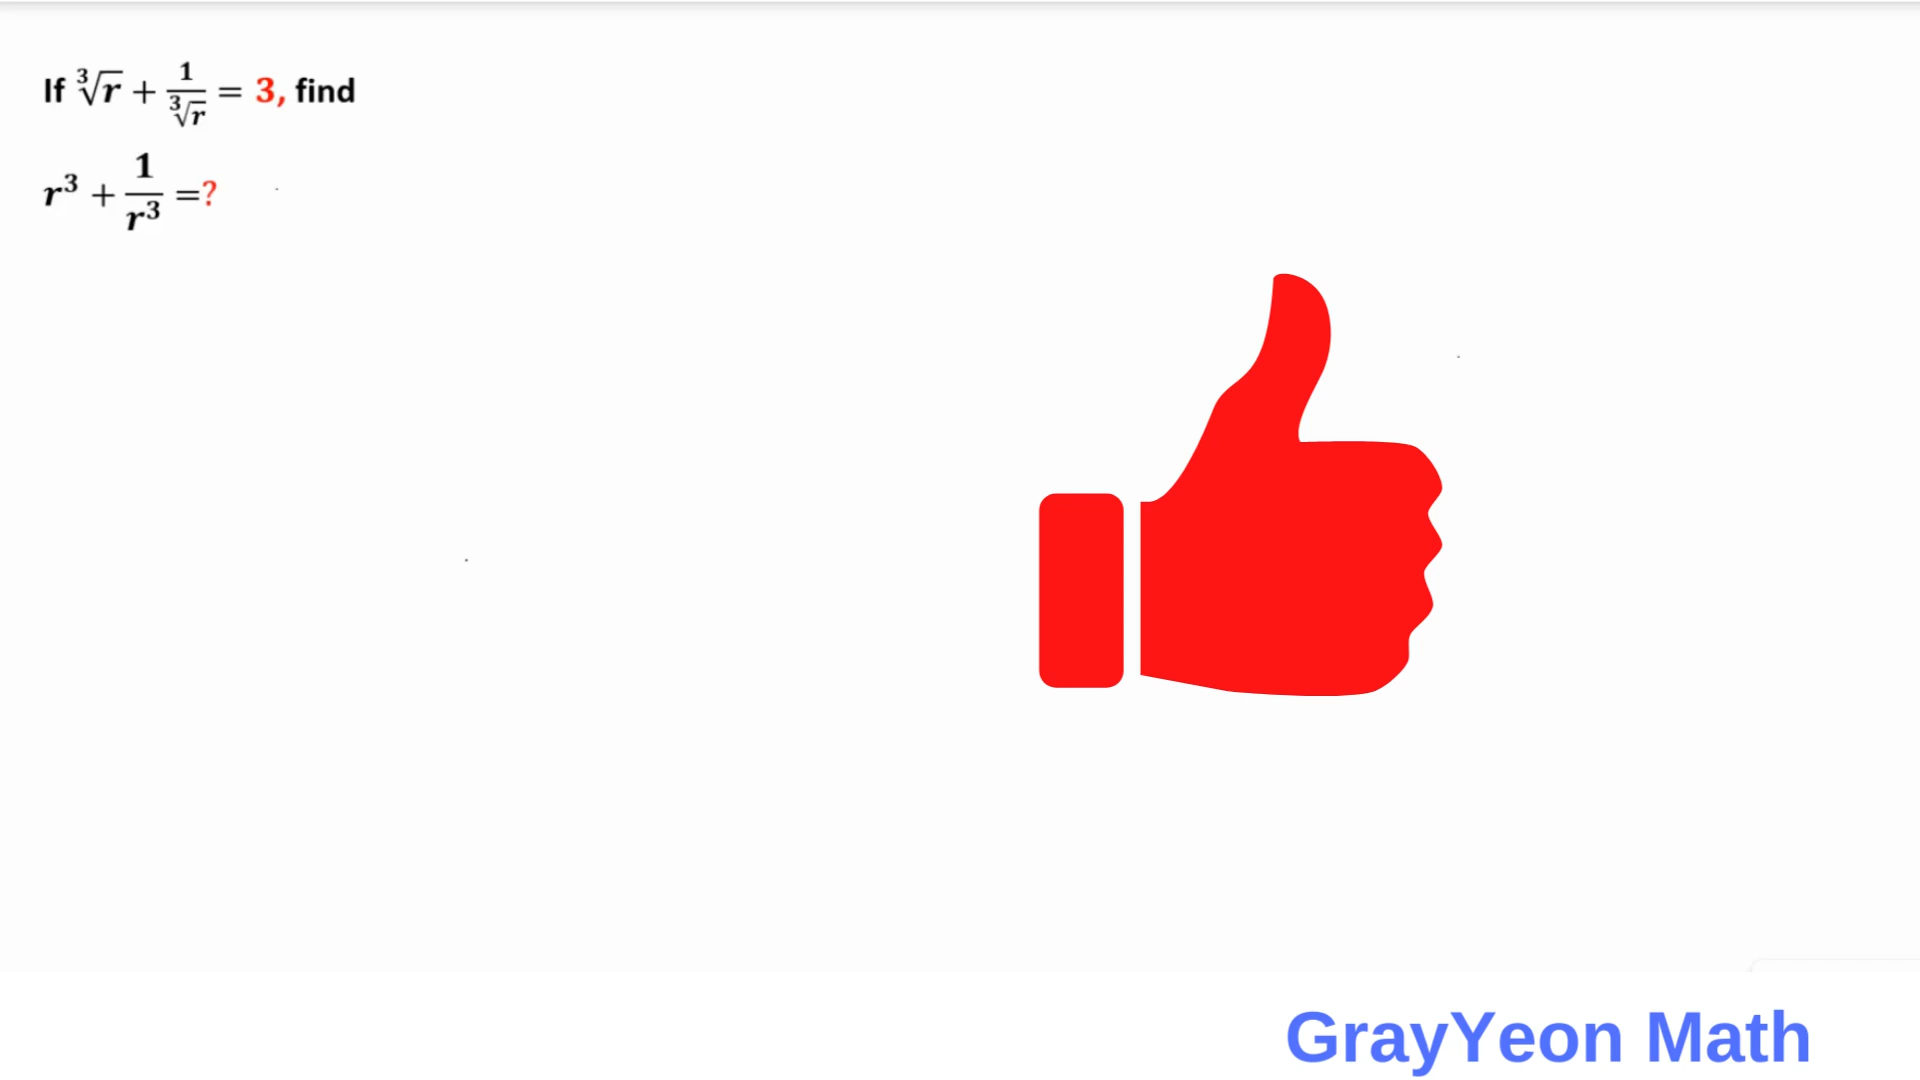 If ∛r + 1/∛r = 3, find
r³ + 1/r³ =?
GrayYeon Math